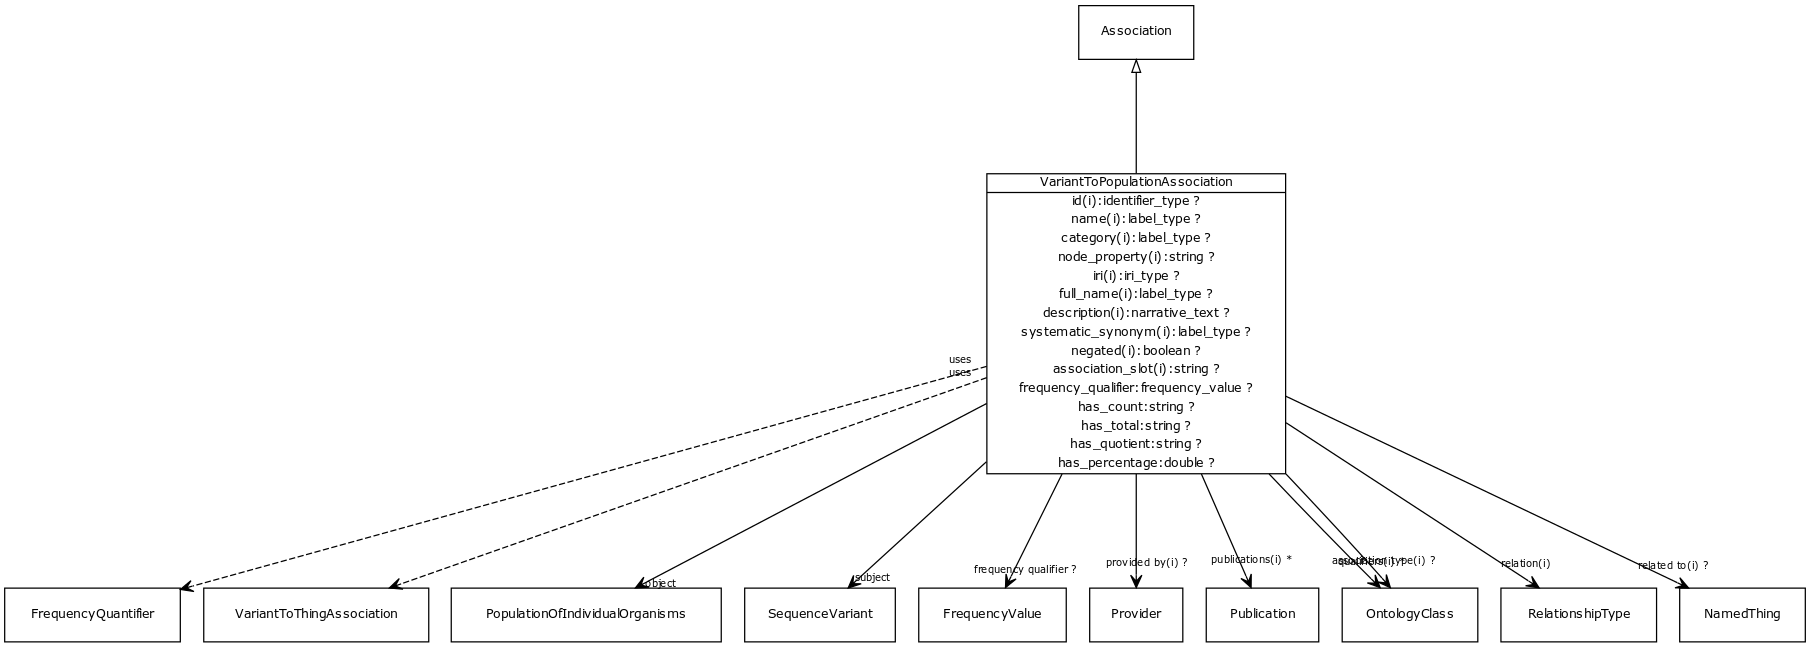 Association
VariantToPopulationAssociation
id(i):identifier_type ?
name(i):label_type ?
category(i):label_type ?
node_property(i):string ?
iri(i):iri_type ?
full_name(i):label_type ?
description(i):narrative_text ?
systematic_synonym(i):label_type ?
negated(i):boolean ?
association_slot(i):string ?
frequency_qualifier:frequency_value ?
has_count:string ?
has_total:string ?
has_quotient:string ?
has_percentage:double ?
uses
uses
object
subject
frequency qualifier ?
provided by(i) ?
publications(i) *
association type(i) ?
qualifiers(i) *
relation(i)
related to(i) ?
FrequencyQuantifier
VariantToThingAssociation
PopulationOfIndividualOrganisms
SequenceVariant
FrequencyValue
Provider
Publication
OntologyClass
RelationshipType
NamedThing